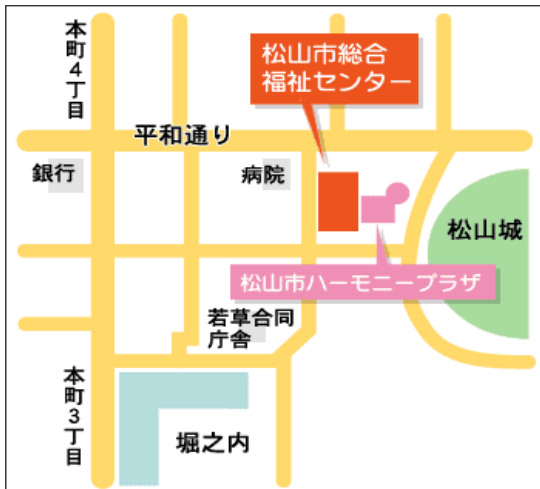 本町4丁目
松山市総合
福祉センター
平和通り
銀行
病院
松山城
松山市ハーモニープラザ
若草合同
庁舎
本町3丁目
堀之内